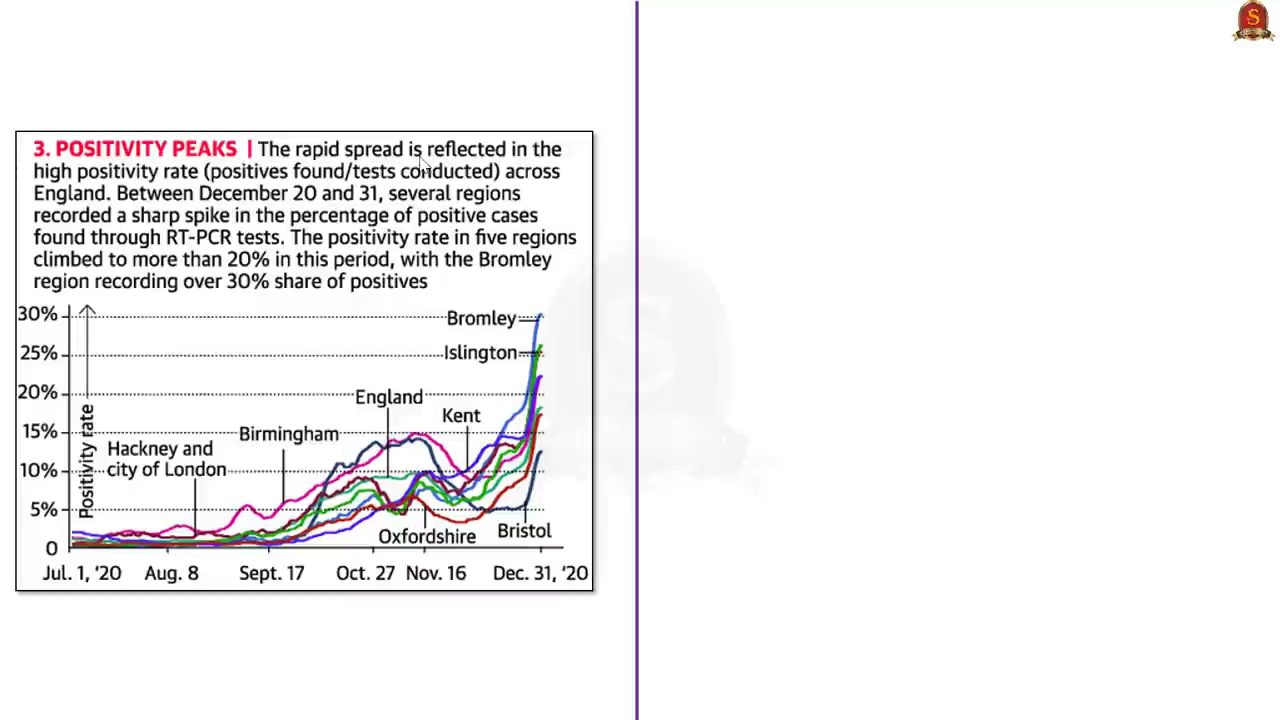 S
3. POSITIVITY PEAKS | The rapid spread is reflected in the
high positivity rate (positives found/tests conducted) across
England. Between December 20 and 31, several regions
recorded a sharp spike in the percentage of positive cases
found through RT-PCR tests. The positivity rate in five regions
climbed to more than 20% in this period, with the Bromley
region recording over 30% share of positives
30%
Bromley
25%
Islington
20%
England
Kent
15%
Birmingham
Hackney and
city of London
10%
Positivity rate
5%
Oxfordshire
Bristol
0
Jul. 1, '20 Aug. 8 Sept. 17 Oct. 27 Nov. 16 Dec. 31, '20
S